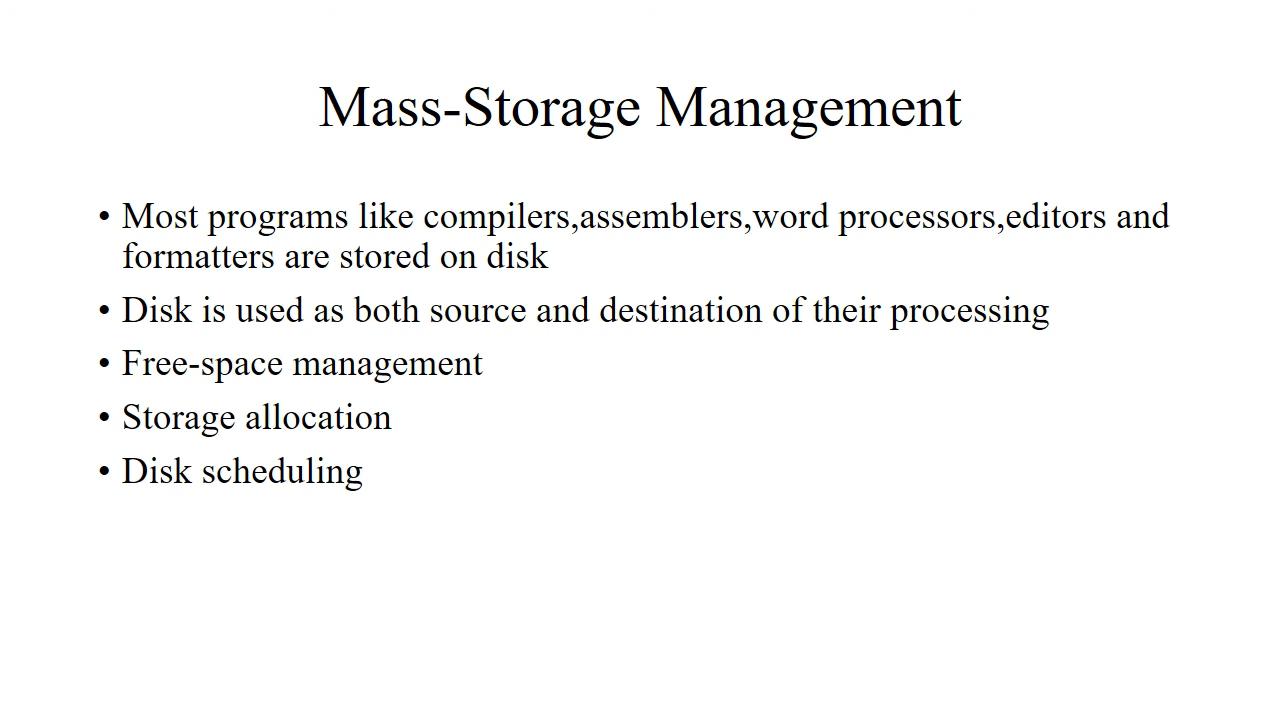 Mass-Storage Management
• Most programs like compilers,assemblers,word processors,editors and
formatters are stored on disk
• Disk is used as both source and destination of their processing
• Free-space management
• Storage allocation
• Disk scheduling